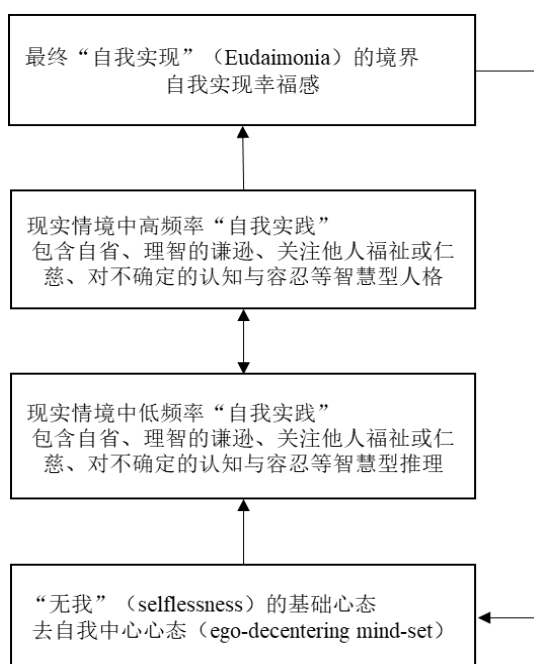 最终“自我实现”（Eudaimonia）的境界
自我实现幸福感
现实情境中高频率“自我实践”
包含自省、理智的谦逊、关注他人福祉或仁
慈、对不确定的认知与容忍等智慧型人格
现实情境中低频率“自我实践”
包含自省、理智的谦逊、关注他人福祉或仁
慈、对不确定的认知与容忍等智慧型推理
“无我”（selflessness）的基础心态
去自我中心心态（ego-decentering mind-set）